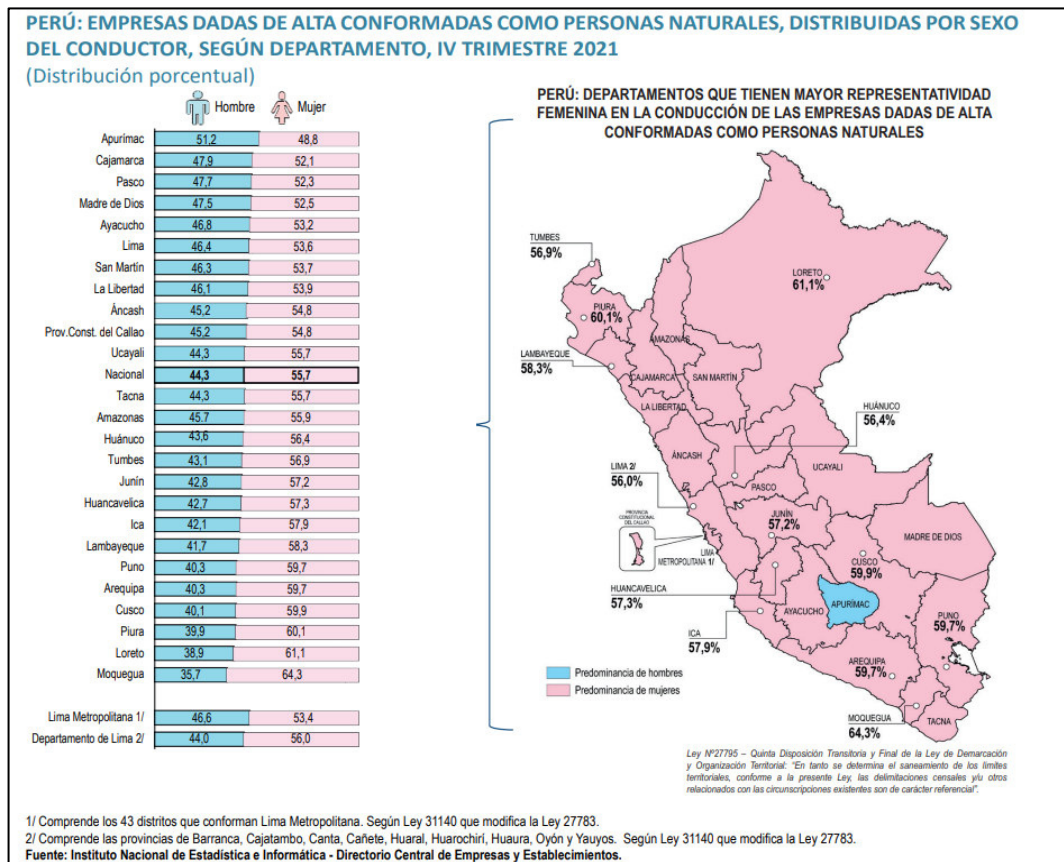 PERÚ: EMPRESAS DADAS DE ALTA CONFORMADAS COMO PERSONAS NATURALES, DISTRIBUIDAS POR SEXO
DEL CONDUCTOR, SEGÚN DEPARTAMENTO, IV TRIMESTRE 2021
(Distribución porcentual)
Hombre Mujer
Apurímac 51,2 48,8
Cajamarca 47,9 52,1
Pasco 47,7 52,3
Madre de Dios 47,5 52,5
Ayacucho 46,8 53,2
Lima 46,4 53,6
San Martín 46,3 53,7
La Libertad 46,1 53,9
Áncash 45,2 54,8
Prov.Const. del Callao 45,2 54,8
Ucayali 44,3 55,7
Nacional 44,3 55,7
Tacna 44,3 55,7
Amazonas 45.7 55,9
Huánuco 43,6 56,4
Tumbes 43,1 56,9
Junín 42,8 57,2
Huancavelica 42,7 57,3
Ica 42,1 57,9
Lambayeque 41,7 58,3
Puno 40,3 59,7
Arequipa 40,3 59,7
Cusco 40,1 59,9
Piura 39,9 60,1
Loreto 38,9 61,1
Moquegua 35,7 64,3
Lima Metropolitana 1/ 46,6 53,4
Departamento de Lima 2/ 44,0 56,0
PERÚ: DEPARTAMENTOS QUE TIENEN MAYOR REPRESENTATIVIDAD
FEMENINA EN LA CONDUCCIÓN DE LAS EMPRESAS DADAS DE ALTA
CONFORMADAS COMO PERSONAS NATURALES
TUMBES
56,9%
LORETO
61,1%
PIURA
60,1%
AMAZONAS
LAMBAYEQUE
58,3%
CAJAMARCA
SAN MARTÍN
LA LIBERTAD
HUÁNUCO
56,4%
ÁNCASH
UCAYALI
LIMA 2/
56,0%
PASCO
PROVINCIA
CONSTITUCIONAL
DEL CALLAO
JUNÍN
57,2%
LIMA
METROPOLITANA 1/
MADRE DE DIOS
CUSCO
59,9%
HUANCAVELICA
57,3%
AYACUCHO
APURÍMAC
PUNO
59,7%
ICA
57,9%
AREQUIPA
59,7%
MOQUEGUA
64,3%
TACNA
Predominancia de hombres
Predominancia de mujeres
Ley Nº27795 – Quinta Disposición Transitoria y Final de la Ley de Demarcación
y Organización Territorial: “En tanto se determina el saneamiento de los límites
territoriales, conforme a la presente Ley, las delimitaciones censales y/u otros
relacionados con las circunscripciones existentes son de carácter referencial”.
1/ Comprende los 43 distritos que conforman Lima Metropolitana. Según Ley 31140 que modifica la Ley 27783.
2/ Comprende las provincias de Barranca, Cajatambo, Canta, Cañete, Huaral, Huarochirí, Huaura, Oyón y Yauyos. Según Ley 31140 que modifica la Ley 27783.
Fuente: Instituto Nacional de Estadística e Informática - Directorio Central de Empresas y Establecimientos.